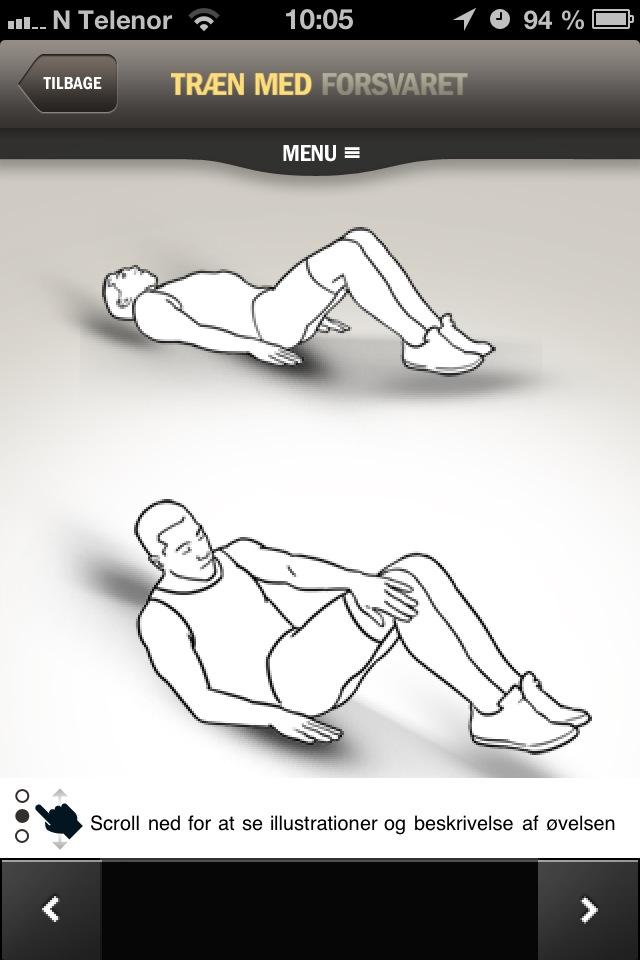 N Telenor 10:05 94 %
TILBAGE
TRÆN MED FORSVARET
MENU
Scroll ned for at se illustrationer og beskrivelse af øvelsen